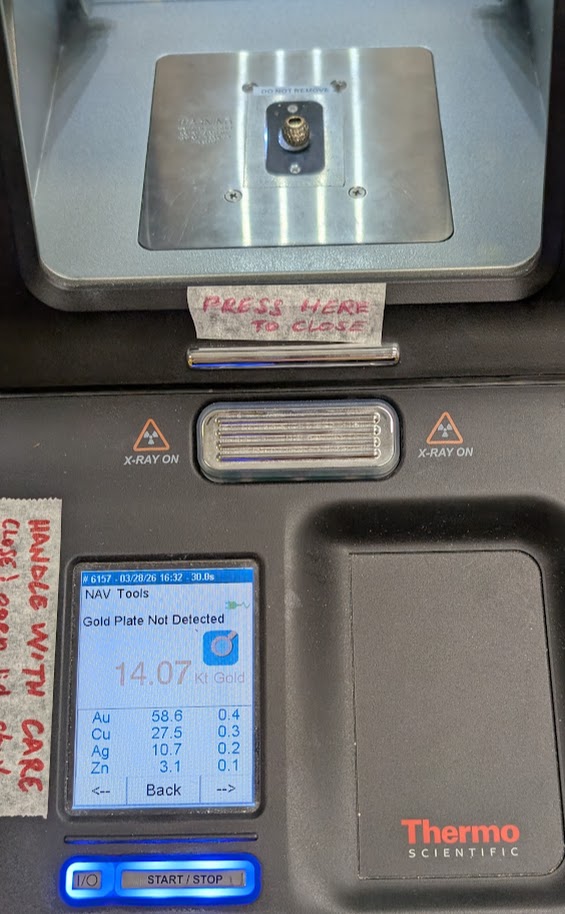 DO NOT REMOVE
PRESS HERE
TO CLOSE
X-RAY ON
X-RAY ON
HANDLE WITH CARE
CLOSE! open lid
# 6157 - 03/28/26 16:32 - 30.0s
NAV Tools
Gold Plate Not Detected
14.07 Kt Gold
Au 58.6 0.4
Cu 27.5 0.3
Ag 10.7 0.2
Zn 3.1 0.1
<-- Back -->
I/O START / STOP
Thermo
SCIENTIFIC